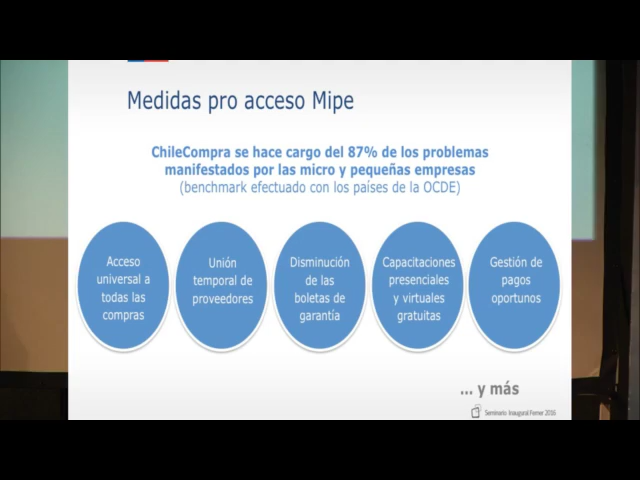 Medidas pro acceso Mipe
ChileCompra se hace cargo del 87% de los problemas
manifestados por las micro y pequeñas empresas
(benchmark efectuado con los países de la OCDE)
Acceso
universal a
todas las
compras
Unión
temporal de
proveedores
Disminución
de las
boletas de
garantía
Capacitaciones
presenciales
y virtuales
gratuitas
Gestión de
pagos
oportunos
... y más
Seminario Inaugural Femer 2016